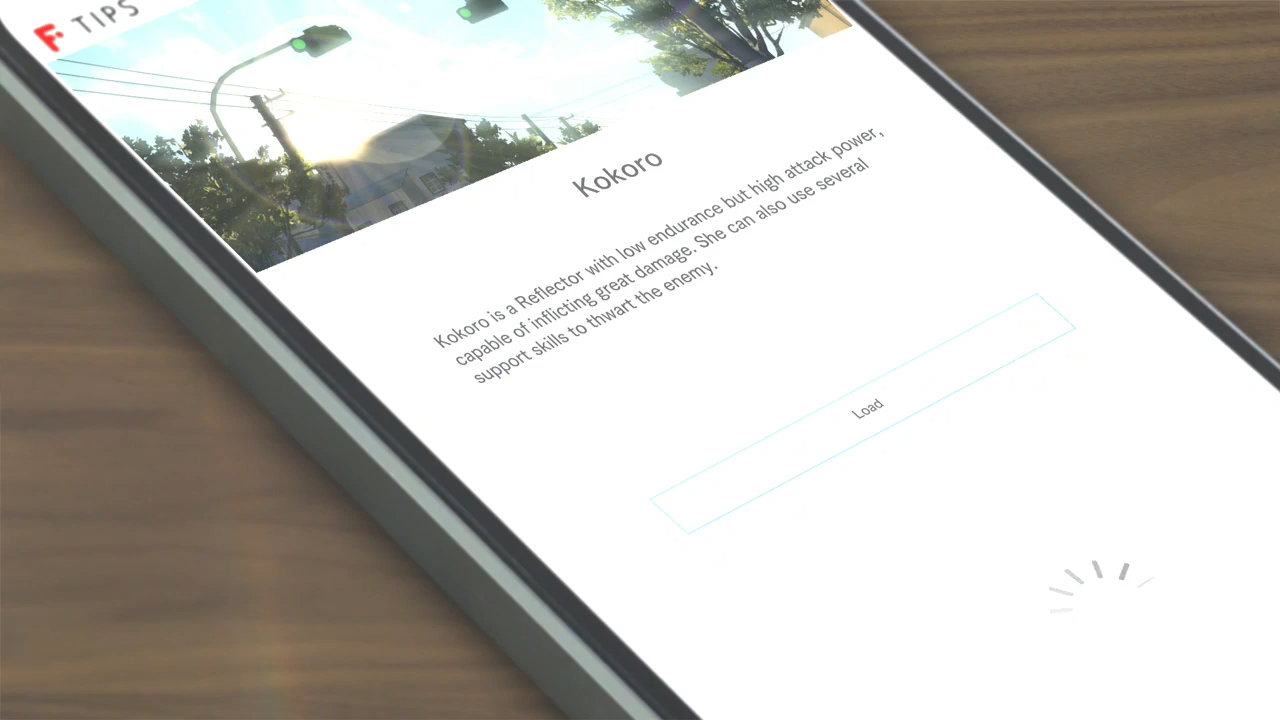 TIPS
Kokoro
Kokoro is a Reflector with low endurance but high attack power,
capable of inflicting great damage. She can also use several
support skills to thwart the enemy.
Load